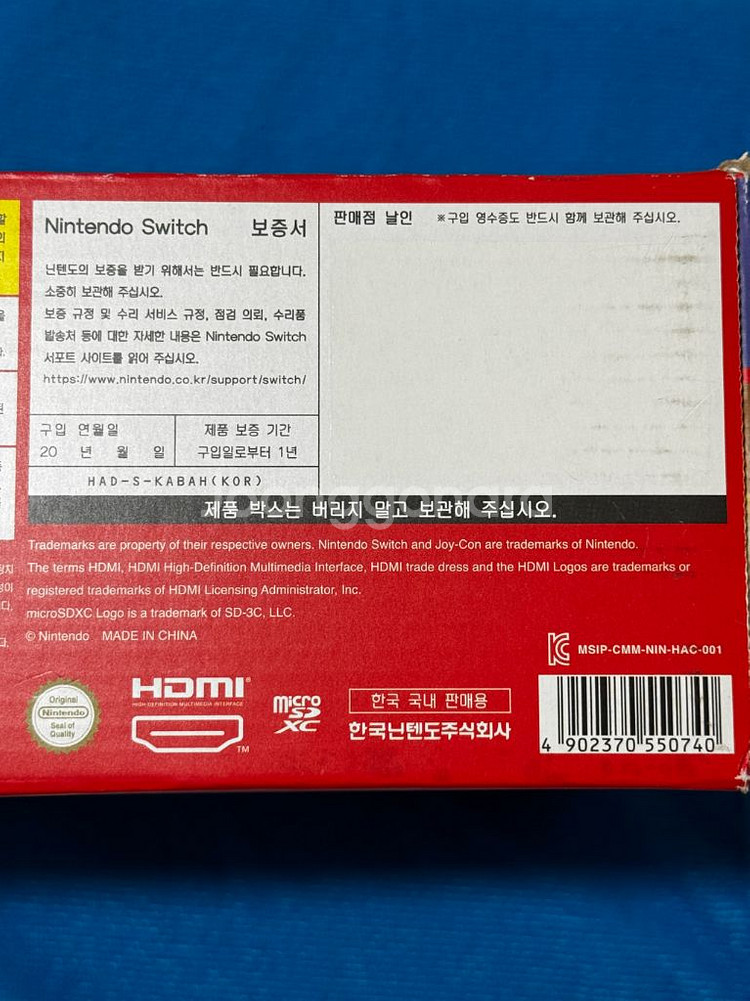 Nintendo Switch 보증서
닌텐도의 보증을 받기 위해서는 반드시 필요합니다.
소중히 보관해 주십시오.
보증 규정 및 수리 서비스 규정, 점검 의뢰, 수리품
발송처 등에 대한 자세한 내용은 Nintendo Switch
서포트 사이트를 읽어 주십시오.
https://www.nintendo.co.kr/support/switch/
구입 연월일
20 년 월 일
제품 보증 기간
구입일로부터 1년
HAD-S-KABAH(KOR)
판매점 날인 ※구입 영수증도 반드시 함께 보관해 주십시오.
제품 박스는 버리지 말고 보관해 주십시오.
Trademarks are property of their respective owners. Nintendo Switch and Joy-Con are trademarks of Nintendo.
The terms HDMI, HDMI High-Definition Multimedia Interface, HDMI trade dress and the HDMI Logos are trademarks or
registered trademarks of HDMI Licensing Administrator, Inc.
microSDXC Logo is a trademark of SD-3C, LLC.
© Nintendo MADE IN CHINA
MSIP-CMM-NIN-HAC-001
Original
Nintendo
Seal of
Quality
HDMI®
HIGH-DEFINITION MULTIMEDIA INTERFACE
TM
micro
SD
XC
한국 국내 판매용
한국닌텐도주식회사
4 902370 550740